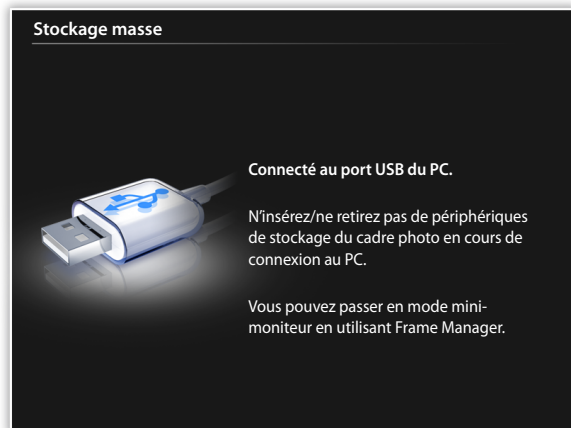 Stockage masse
Connecté au port USB du PC.
N'insérez/ne retirez pas de périphériques
de stockage du cadre photo en cours de
connexion au PC.
Vous pouvez passer en mode mini-
moniteur en utilisant Frame Manager.